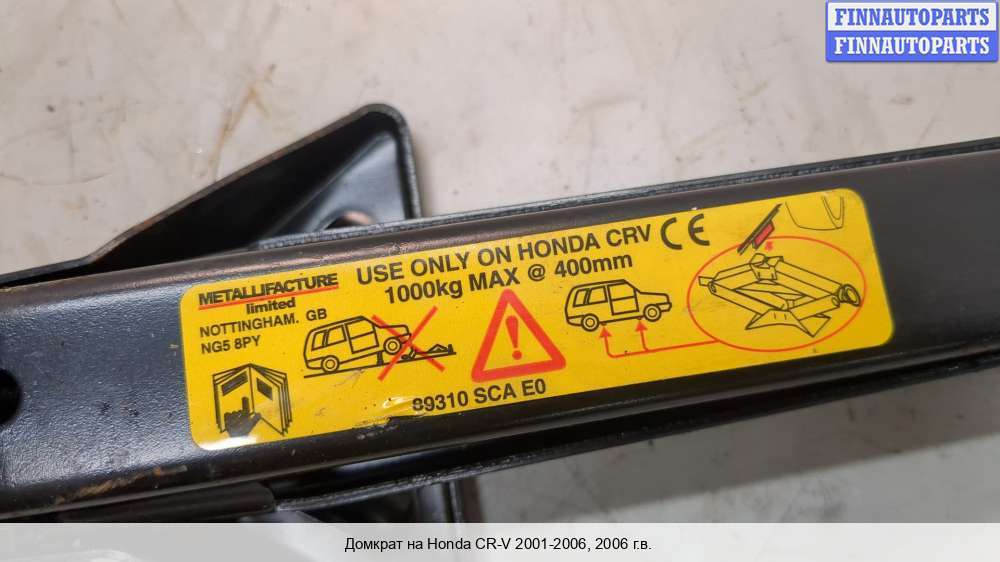 FINNAUTOPARTS
FINNAUTOPARTS
METALLIFACTURE
limited
NOTTINGHAM. GB
NG5 8PY
USE ONLY ON HONDA CRV
1000kg MAX @ 400mm
CE
89310 SCA E0
Домкрат на Honda CR-V 2001-2006, 2006 г.в.